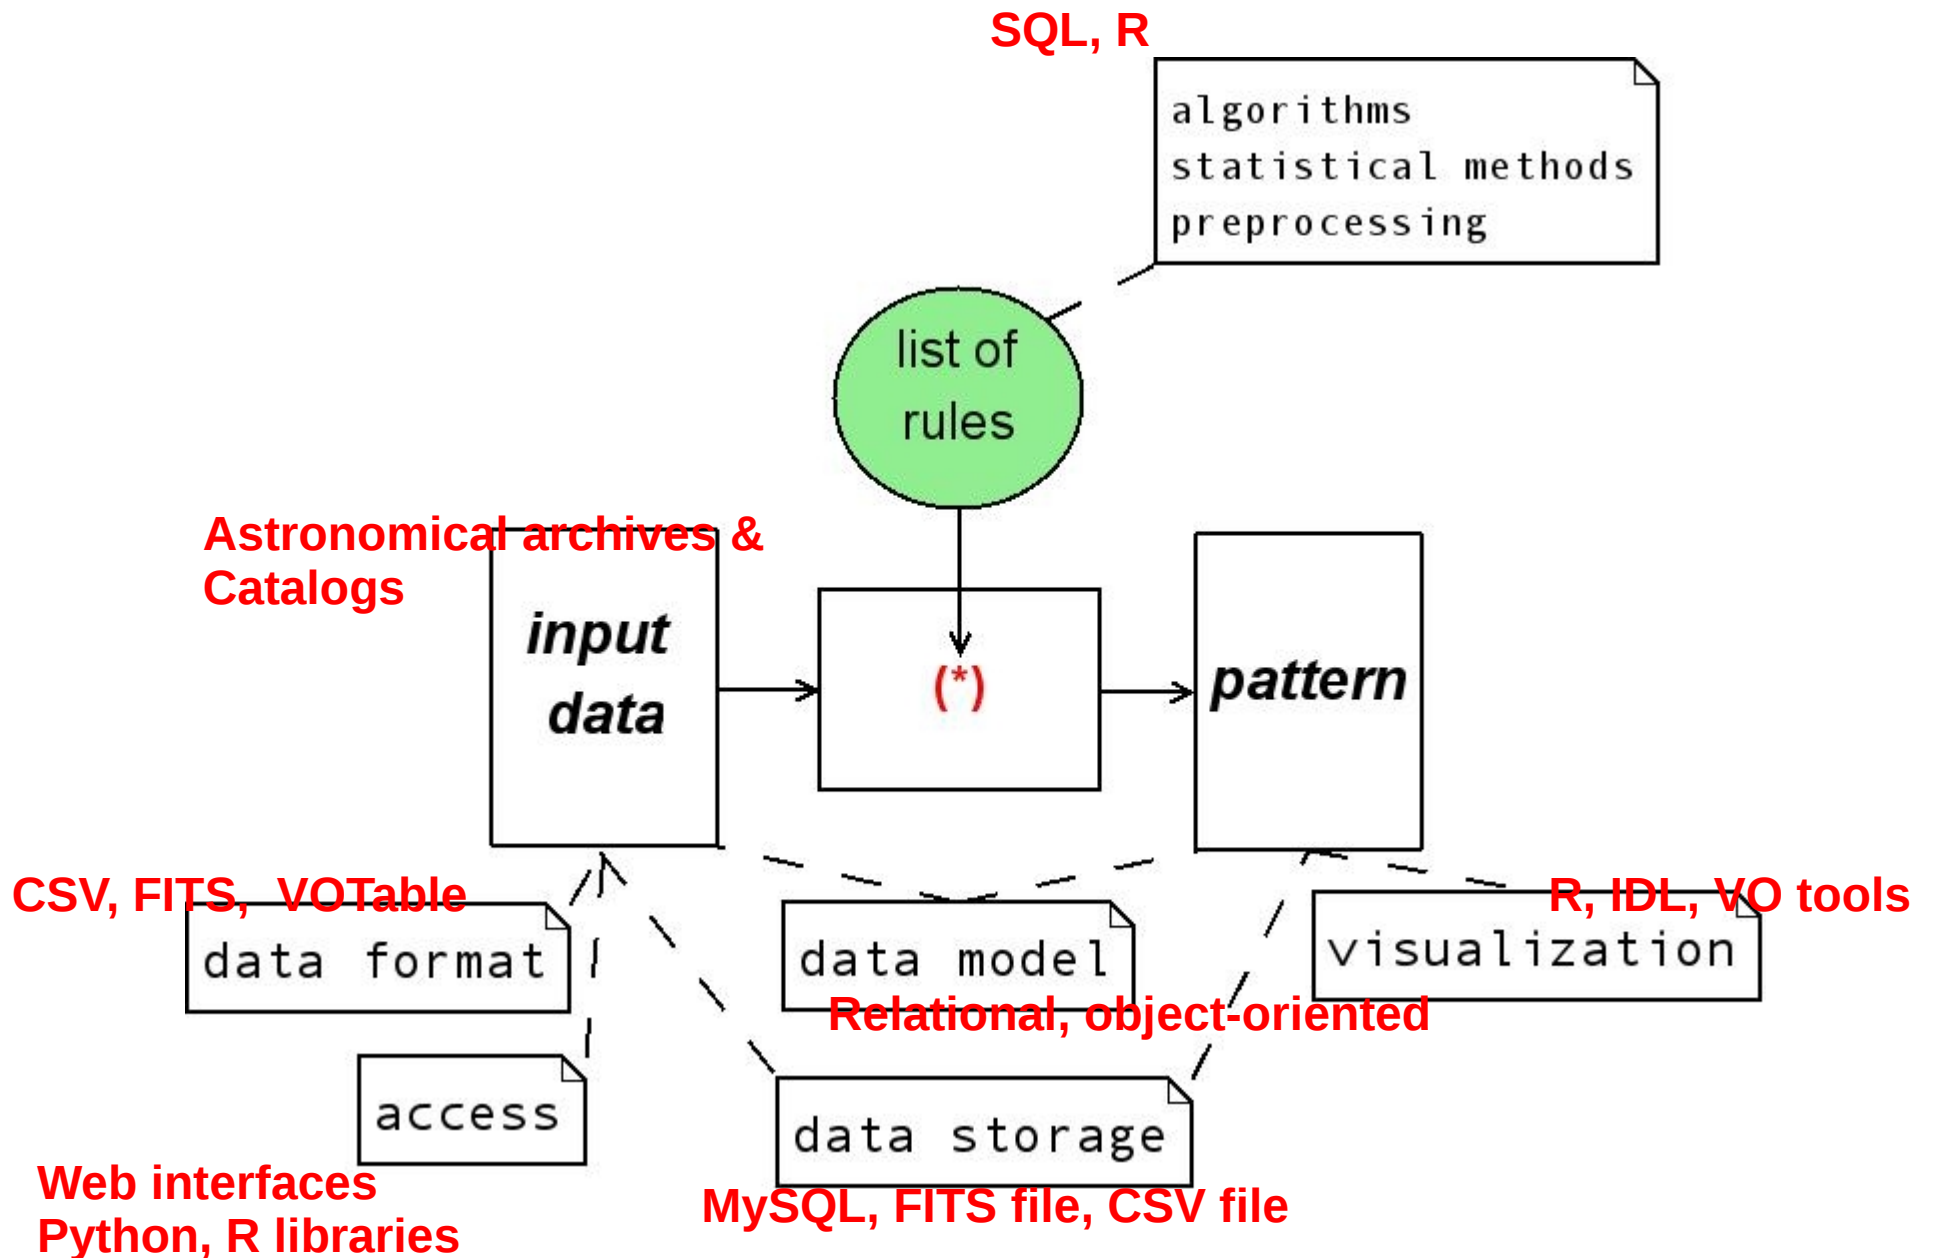 SQL, R
algorithms
statistical methods
preprocessing
list of
rules
Astronomical archives &
Catalogs
input
data
(*)
pattern
CSV, FITS,  VOTable
data format
data model
Relational, object-oriented
R, IDL, VO tools
visualization
access
Web interfaces
Python, R libraries
data storage
MySQL, FITS file, CSV file